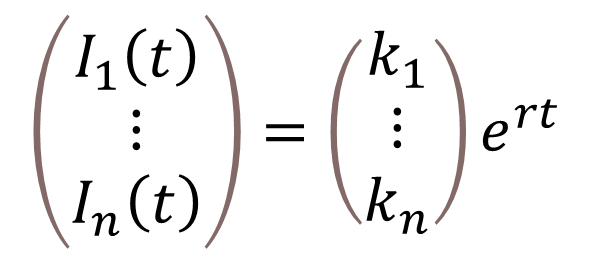 (I₁(t) ⋮ Iₙ(t)) = (k₁ ⋮ kₙ) e^{rt}